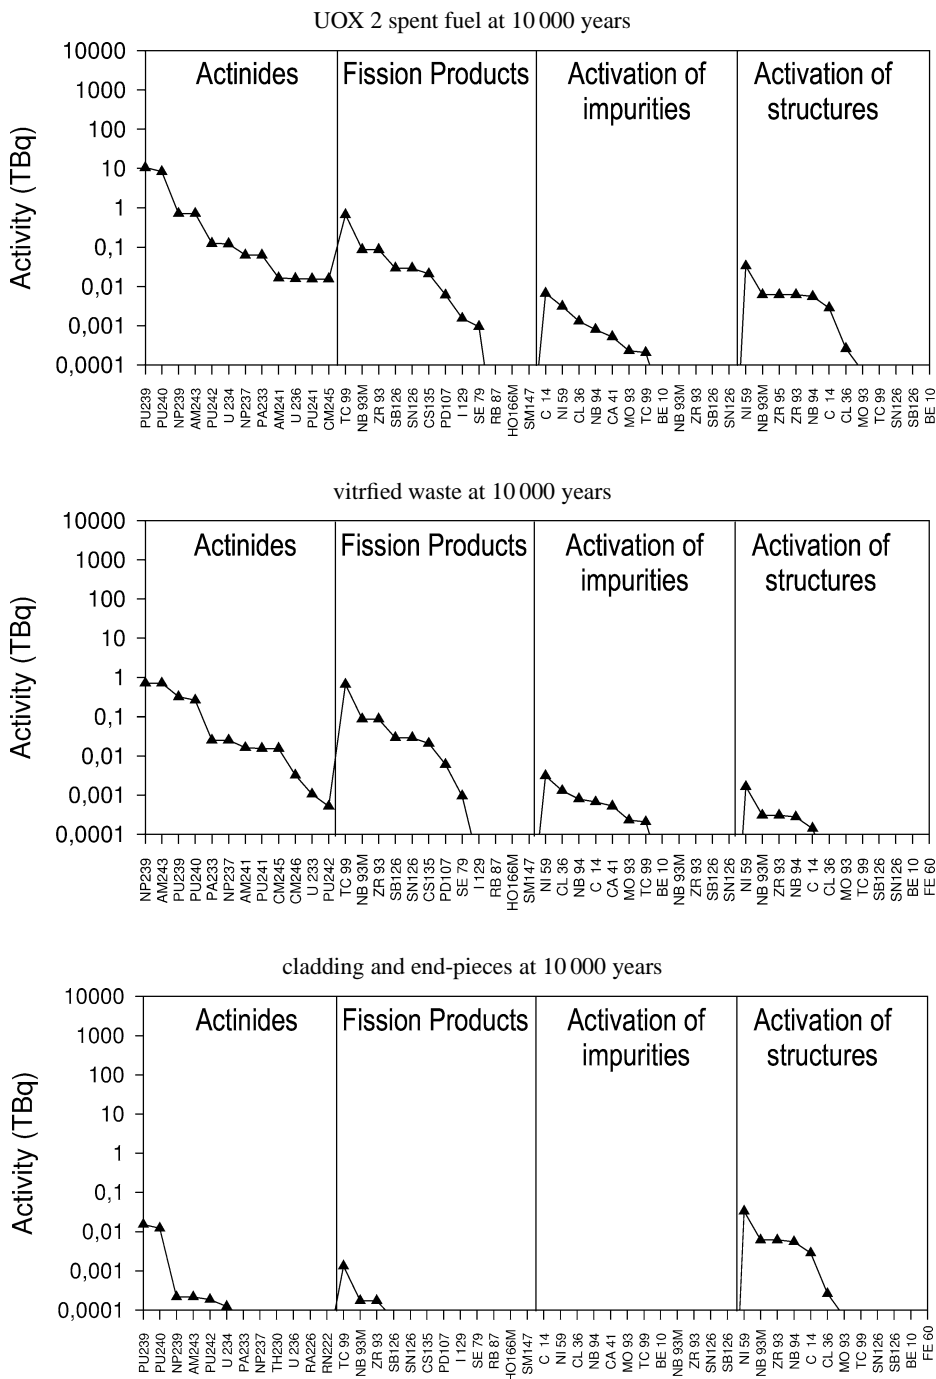 UOX 2 spent fuel at 10 000 years
Activity (TBq)
10000
1000
100
10
1
0,1
0,01
0,001
0,0001
Actinides
Fission Products
Activation of
impurities
Activation of
structures
PU239
PU240
NP239
AM243
PU242
U 234
NP237
PA233
AM241
U 236
PU241
CM245
TC 99
NB 93M
ZR 93
SB126
SN126
CS135
PD107
I 129
SE 79
RB 87
HO166M
SM147
C 14
NI 59
CL 36
NB 94
CA 41
MO 93
TC 99
BE 10
NB 93M
ZR 93
SB126
SN126
NI 59
NB 93M
ZR 95
ZR 93
NB 94
C 14
CL 36
MO 93
TC 99
SN126
SB126
BE 10
vitrfied waste at 10 000 years
Activity (TBq)
10000
1000
100
10
1
0,1
0,01
0,001
0,0001
Actinides
Fission Products
Activation of
impurities
Activation of
structures
NP239
AM243
PU239
PU240
PA233
NP237
AM241
PU241
CM245
CM246
U 233
PU242
TC 99
NB 93M
ZR 93
SB126
SN126
CS135
PD107
SE 79
I 129
RB 87
HO166M
SM147
NI 59
CL 36
NB 94
C 14
CA 41
MO 93
TC 99
BE 10
NB 93M
ZR 93
SB126
SN126
NI 59
NB 93M
ZR 93
NB 94
C 14
CL 36
MO 93
TC 99
SB126
SN126
BE 10
FE 60
cladding and end-pieces at 10 000 years
Activity (TBq)
10000
1000
100
10
1
0,1
0,01
0,001
0,0001
Actinides
Fission Products
Activation of
impurities
Activation of
structures
PU239
PU240
NP239
AM243
PU242
U 234
PA233
NP237
TH230
U 236
RA226
RN222
TC 99
NB 93M
ZR 93
SB126
SN126
CS135
PD107
I 129
SE 79
RB 87
HO166M
SM147
C 14
NI 59
CL 36
NB 94
CA 41
MO 93
TC 99
BE 10
NB 93M
ZR 93
SN126
SB126
NI 59
NB 93M
ZR 93
NB 94
C 14
CL 36
MO 93
TC 99
SN126
SB126
BE 10
FE 60